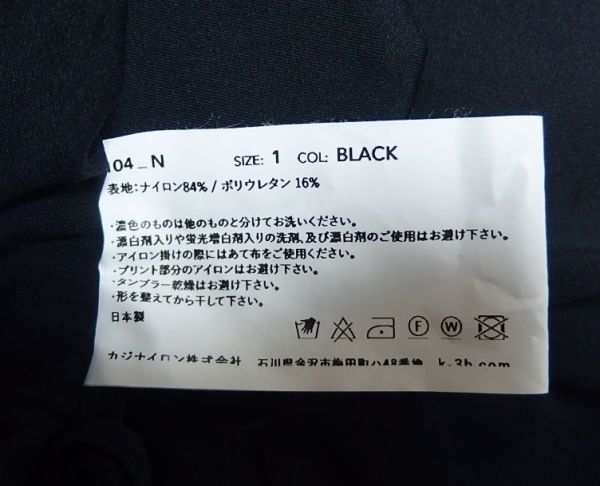 04_N SIZE: 1 COL: BLACK
表地:ナイロン84% / ポリウレタン 16%
・濃色のものは他のものと分けてお洗いください。
・漂白剤入りや蛍光増白剤入りの洗剤、及び漂白剤のご使用はお避け下さい。
・アイロン掛けの際にはあて布をご使用ください。
・プリント部分のアイロンはお避け下さい。
・タンブラー乾燥はお避け下さい。
・形を整えてから干して下さい。
日本製
F W
カジナイロン株式会社 石川県金沢市梅田町ハ48番地 k-3b.com